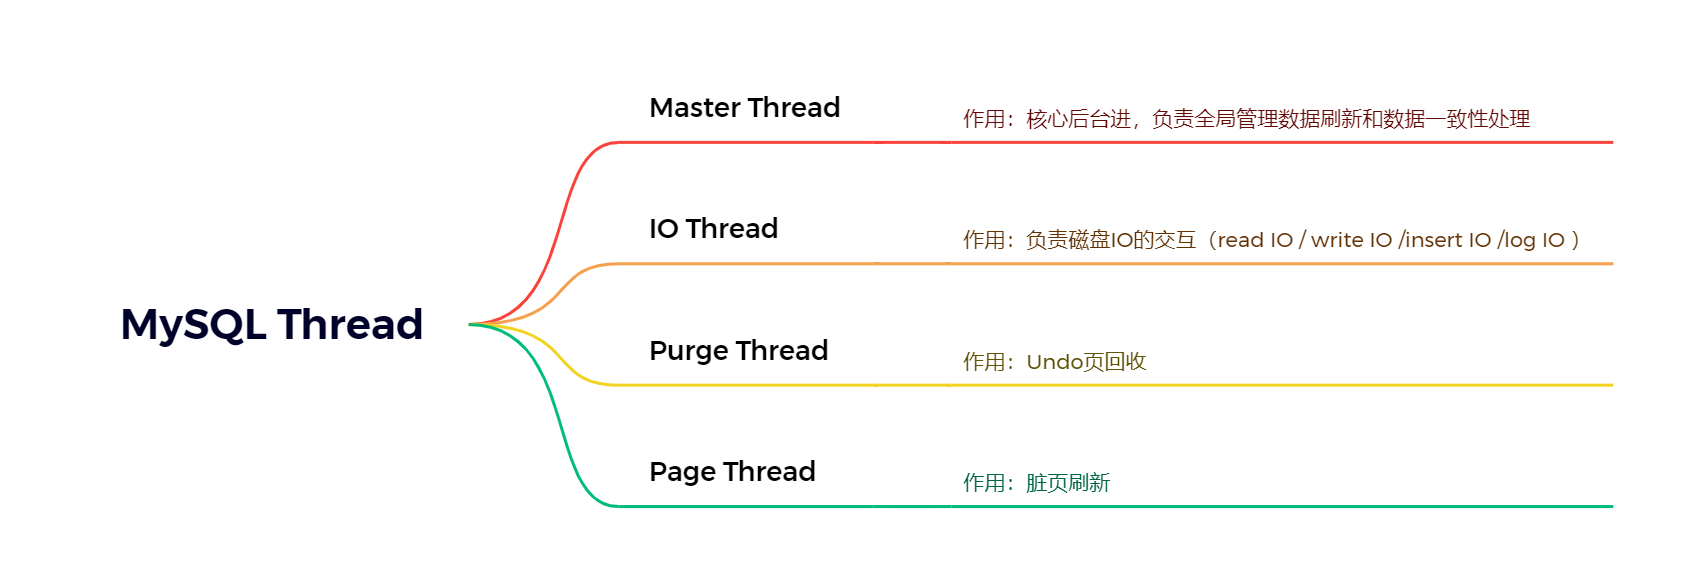 Master Thread
作用：核心后台进，负责全局管理数据刷新和数据一致性处理
IO Thread
作用：负责磁盘IO的交互（read IO / write IO /insert IO /log IO ）
MySQL Thread
Purge Thread
作用：Undo页回收
Page Thread
作用：脏页刷新